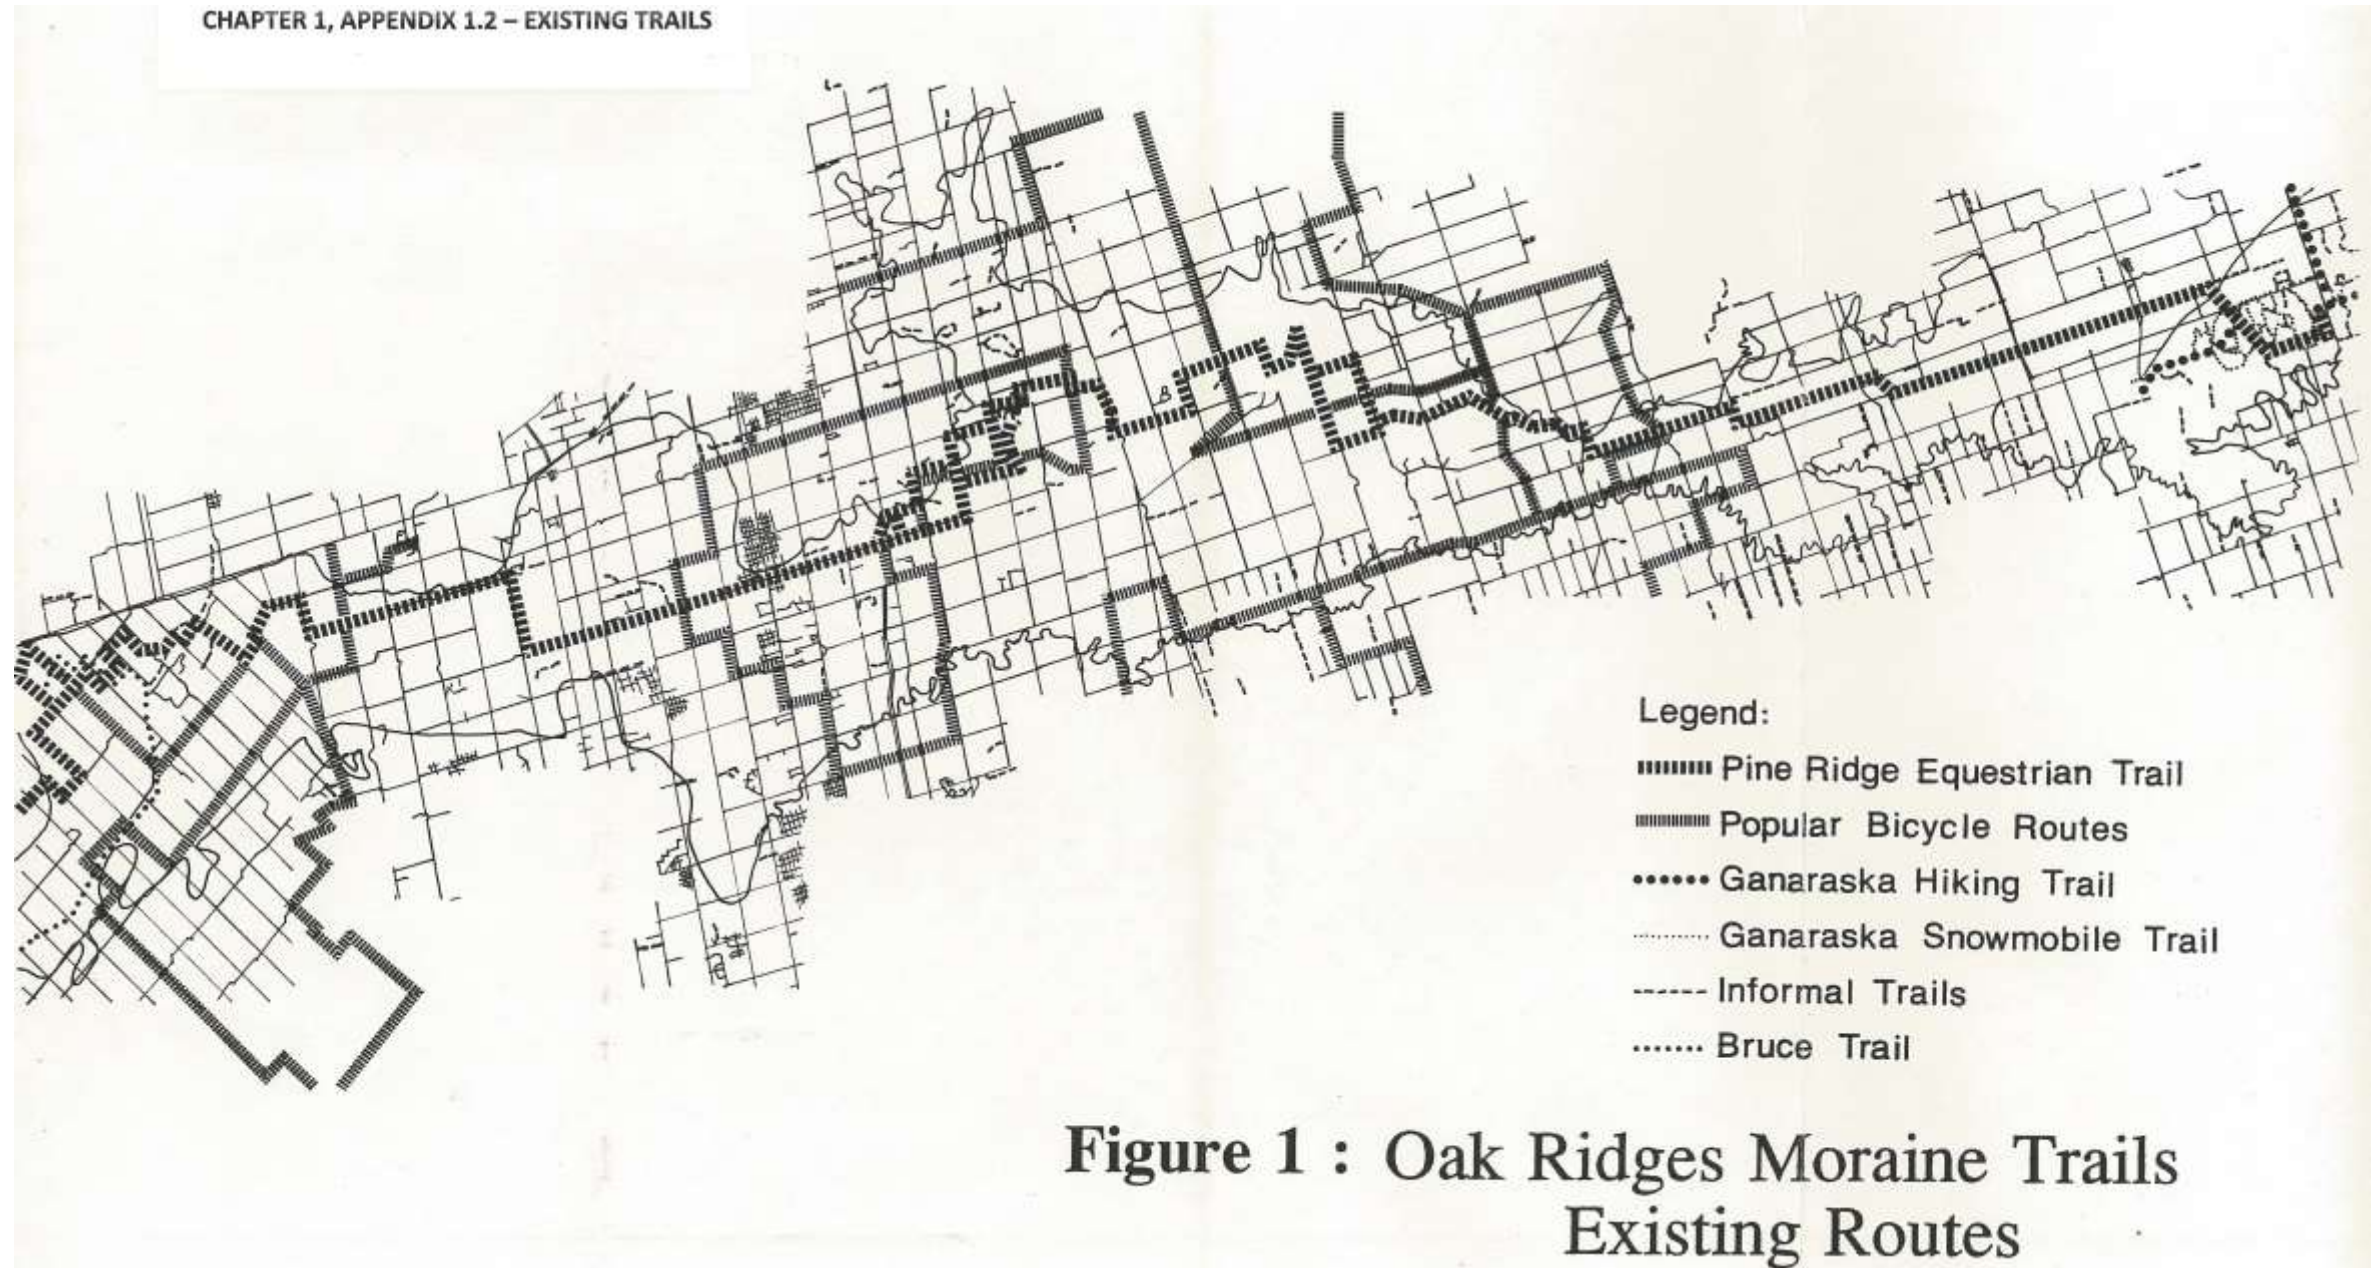 CHAPTER 1, APPENDIX 1.2 – EXISTING TRAILS
Legend:
Pine Ridge Equestrian Trail
Popular Bicycle Routes
Ganaraska Hiking Trail
Ganaraska Snowmobile Trail
Informal Trails
Bruce Trail
Figure 1 : Oak Ridges Moraine Trails
Existing Routes